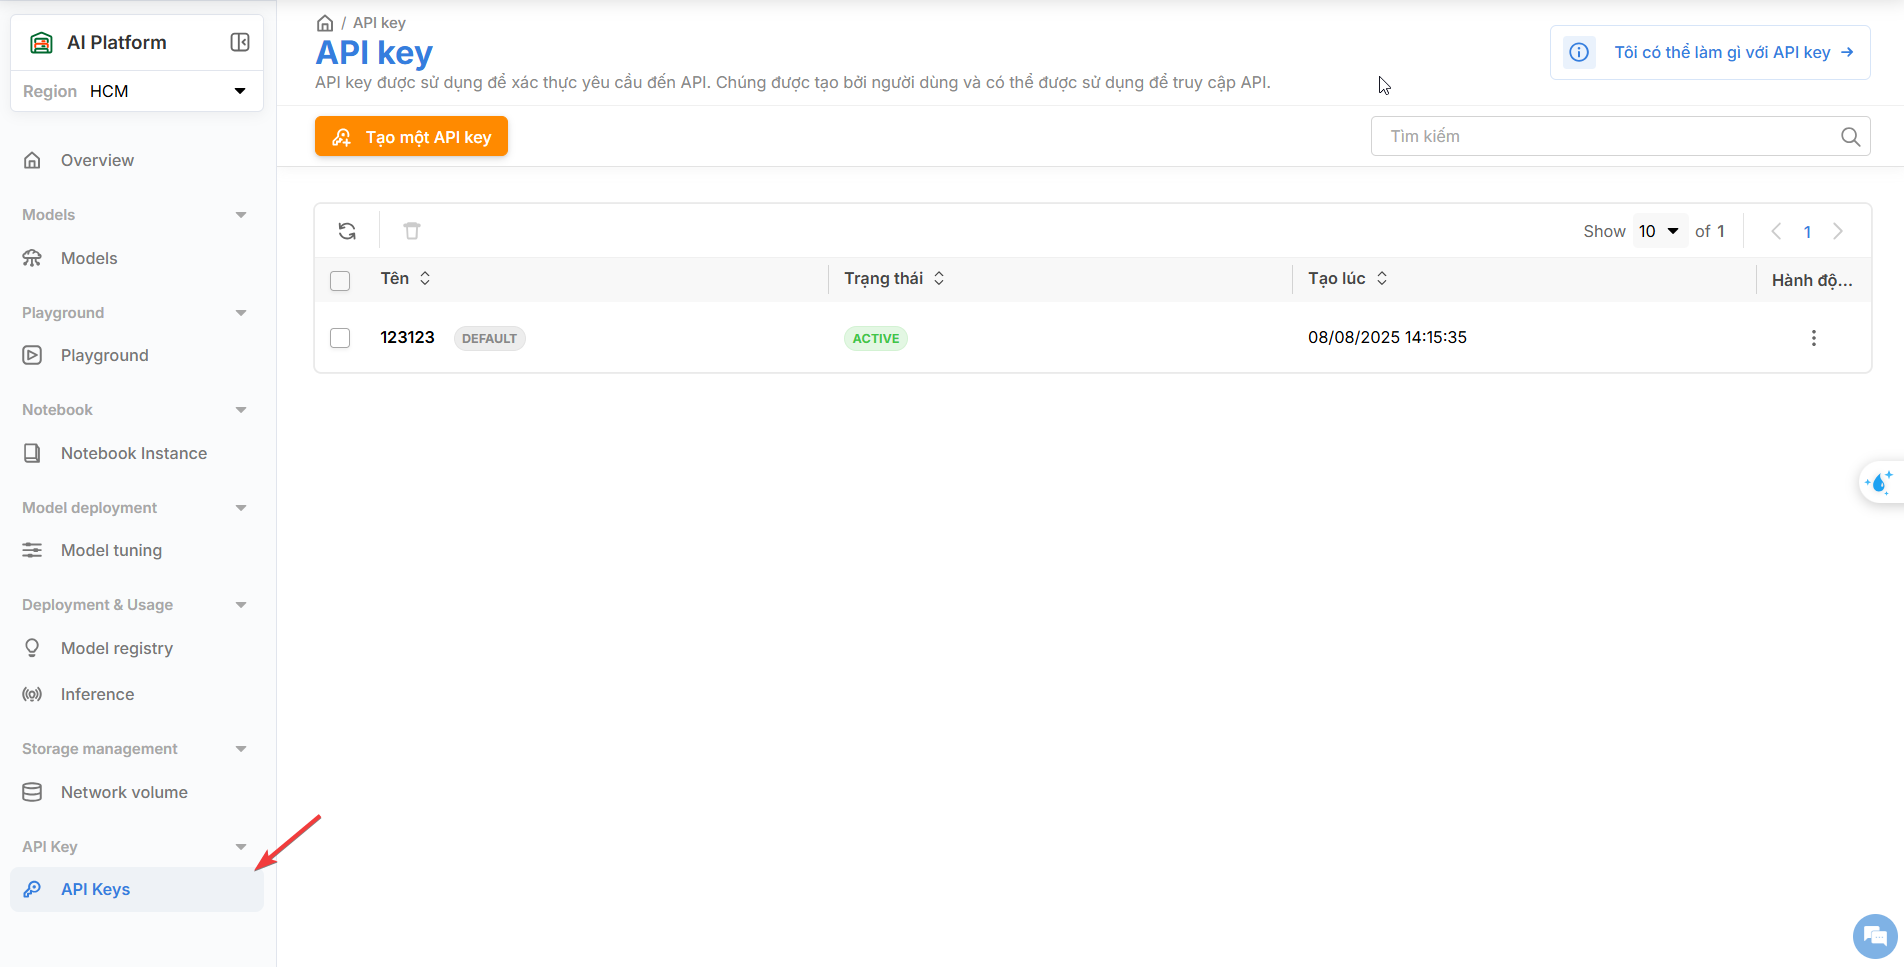 AI Platform
Region HCM
Overview
Models
Models
Playground
Playground
Notebook
Notebook Instance
Model deployment
Model tuning
Deployment & Usage
Model registry
Inference
Storage management
Network volume
API Key
API Keys
/ API key
API key
API key được sử dụng để xác thực yêu cầu đến API. Chúng được tạo bởi người dùng và có thể được sử dụng để truy cập API.
Tôi có thể làm gì với API key
Tạo một API key
Tìm kiếm
Show 10 of 1
1
Tên Trạng thái Tạo lúc Hành độ...
123123 DEFAULT ACTIVE 08/08/2025 14:15:35